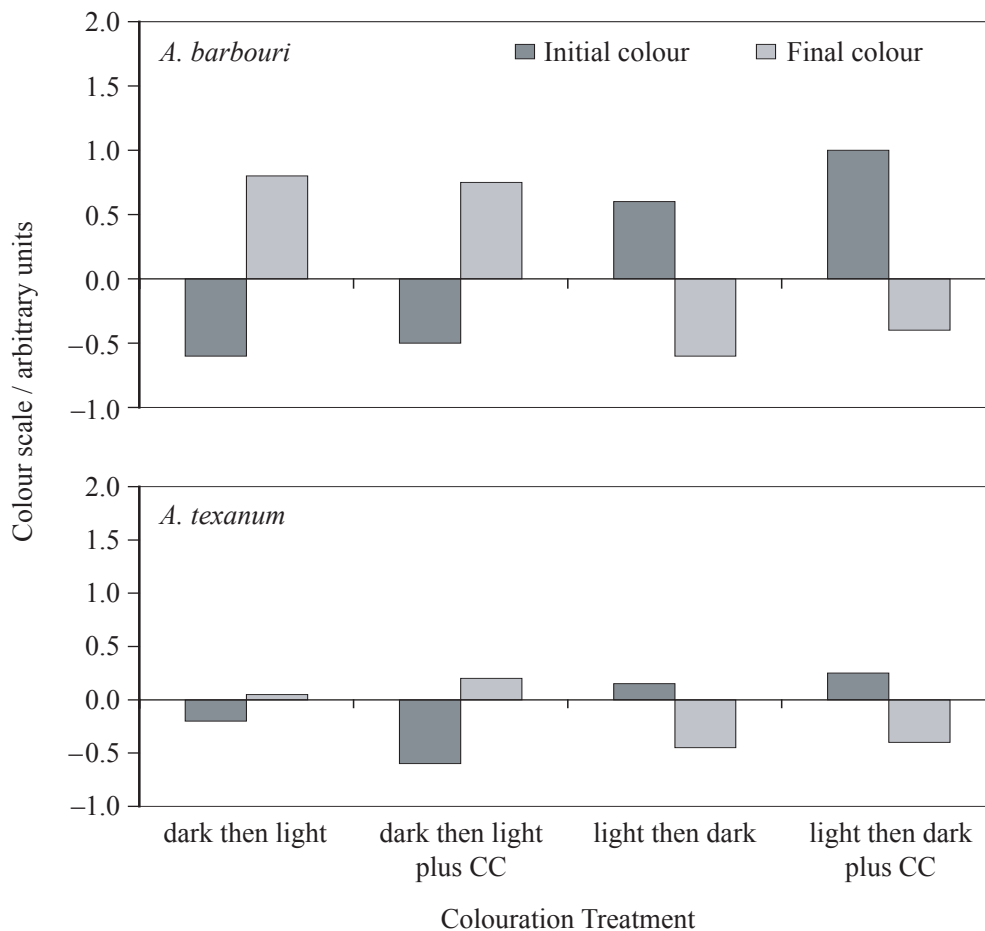 Colour scale / arbitrary units
2.0
A. barbouri
Initial colour
Final colour
1.5
1.0
0.5
0.0
–0.5
–1.0
2.0
A. texanum
1.5
1.0
0.5
0.0
–0.5
–1.0
dark then light
dark then light
plus CC
light then dark
light then dark
plus CC
Colouration Treatment